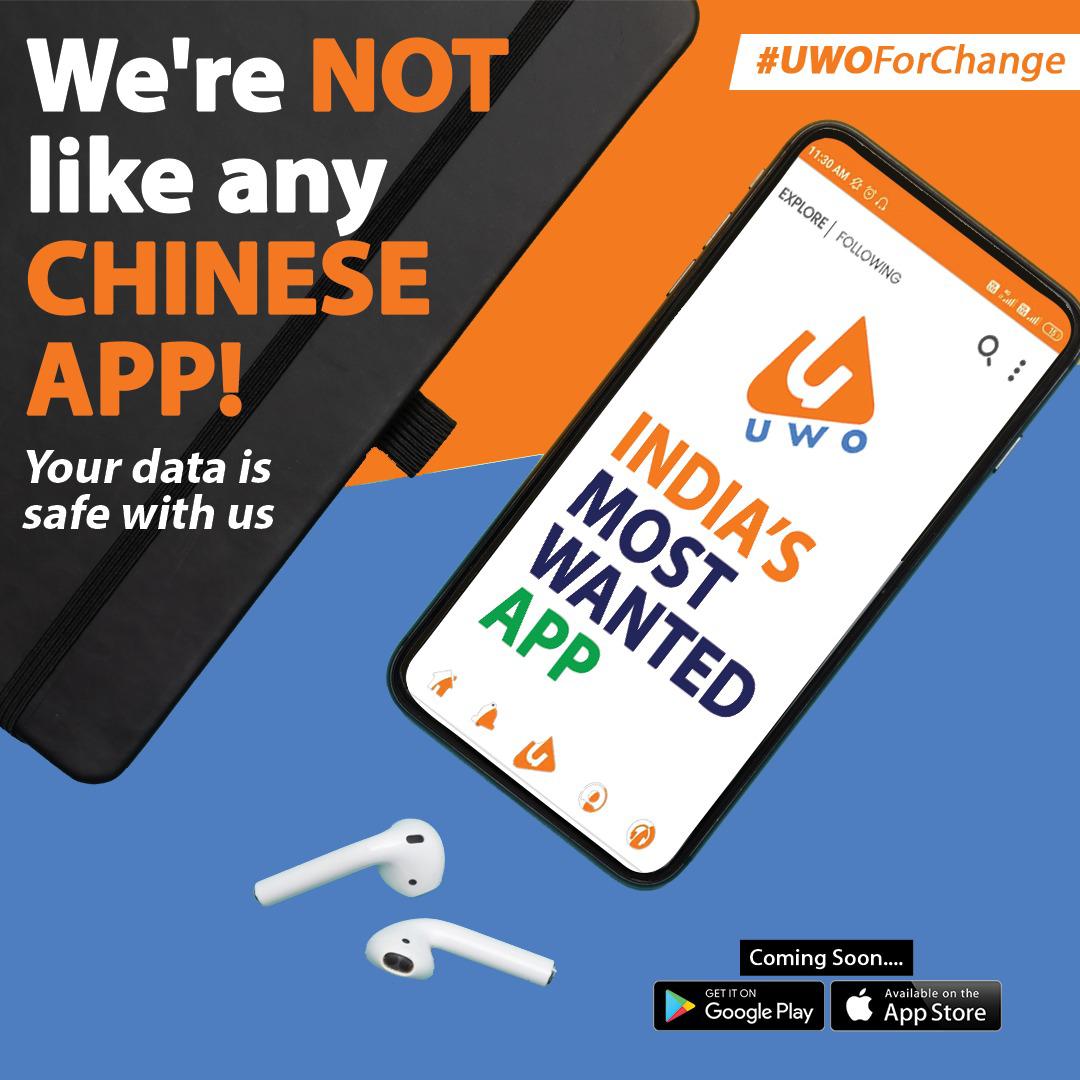 We're NOT
like any
CHINESE
APP!
Your data is
safe with us
#UWOForChange
11:30 AM
EXPLORE | FOLLOWING
UWO
INDIA'S
MOST
WANTED
APP
Coming Soon....
GET IT ON
Google Play
Available on the
App Store